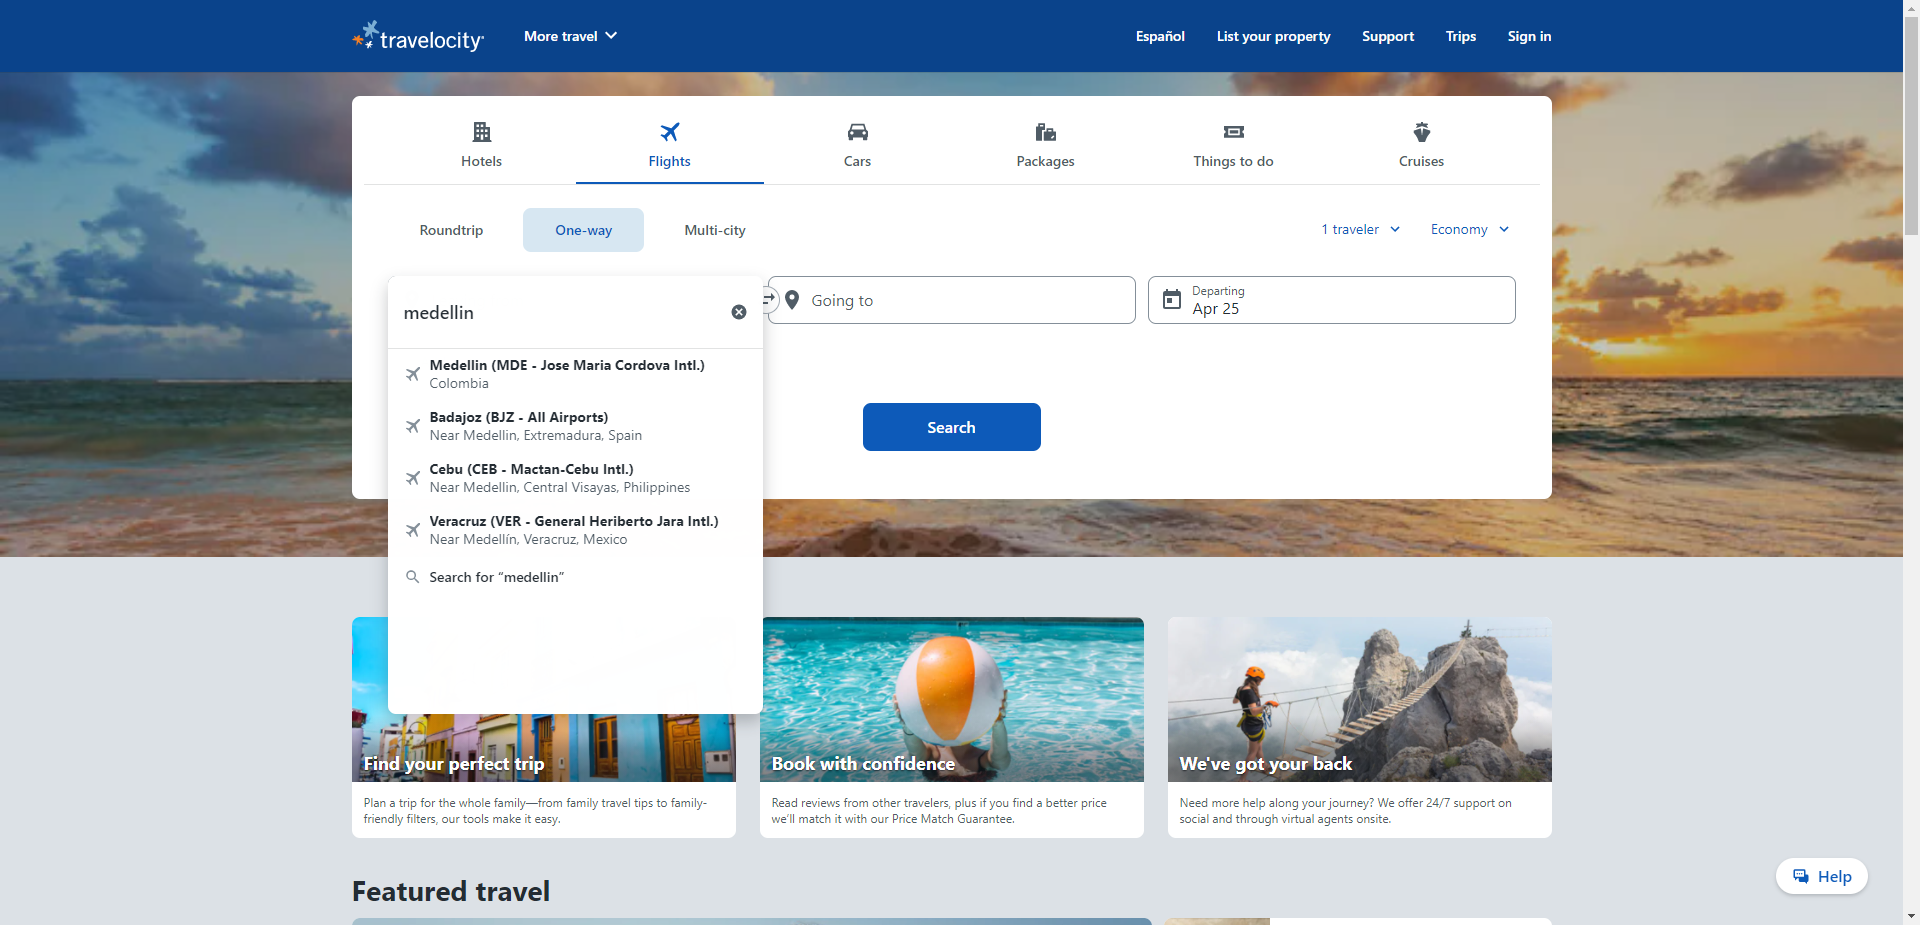 travelocity
More travel
Español
List your property
Support
Trips
Sign in
Hotels
Flights
Cars
Packages
Things to do
Cruises
Roundtrip
One-way
Multi-city
1 traveler
Economy
medellin
Going to
Departing
Apr 25
Medellin (MDE - Jose Maria Cordova Intl.)
Colombia
Badajoz (BJZ - All Airports)
Near Medellin, Extremadura, Spain
Cebu (CEB - Mactan-Cebu Intl.)
Near Medellin, Central Visayas, Philippines
Veracruz (VER - General Heriberto Jara Intl.)
Near Medellín, Veracruz, Mexico
Search for “medellin”
Search
Find your perfect trip
Plan a trip for the whole family—from family travel tips to family-
friendly filters, our tools make it easy.
Book with confidence
Read reviews from other travelers, plus if you find a better price
we’ll match it with our Price Match Guarantee.
We've got your back
Need more help along your journey? We offer 24/7 support on
social and through virtual agents onsite.
Featured travel
Help